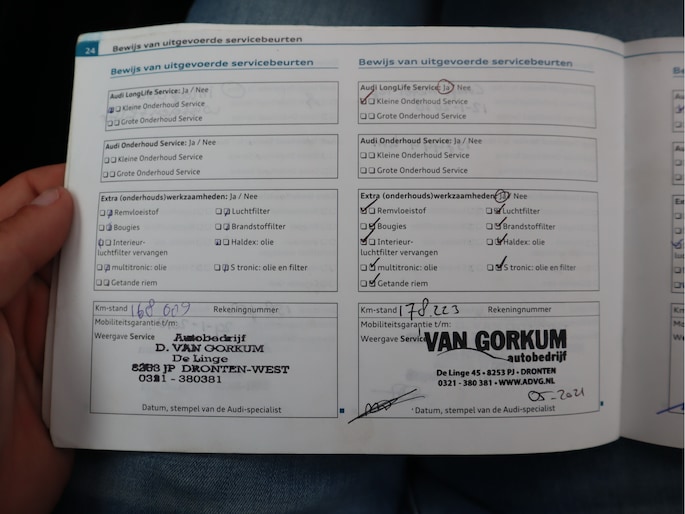 24
Bewijs van uitgevoerde servicebeurten
Bewijs van uitgevoerde servicebeurten
Audi LongLife Service: Ja / Nee
Kleine Onderhoud Service
Grote Onderhoud Service
Audi Onderhoud Service: Ja / Nee
Kleine Onderhoud Service
Grote Onderhoud Service
Extra (onderhouds)werkzaamheden: Ja / Nee
Remvloeistof
Luchtfilter
Bougies
Brandstoffilter
Interieur-
luchtfilter vervangen
Haldex: olie
multitronic: olie
S tronic: olie en filter
Getande riem
Km-stand 168 009 Rekeningnummer
Mobiliteitsgarantie t/m:
Weergave Service
Autobedrijf
D. VAN GORKUM
De Linge
JP DRONTEN-WEST
0321 - 380381
Datum, stempel van de Audi-specialist
Bewijs van uitgevoerde servicebeurten
Audi LongLife Service: Ja / Nee
Kleine Onderhoud Service
Grote Onderhoud Service
Audi Onderhoud Service: Ja / Nee
Kleine Onderhoud Service
Grote Onderhoud Service
Extra (onderhouds)werkzaamheden: Ja / Nee
Remvloeistof
Luchtfilter
Bougies
Brandstoffilter
Interieur-
luchtfilter vervangen
Haldex: olie
multitronic: olie
S tronic: olie en filter
Getande riem
Km-stand 178.223 Rekeningnummer
Mobiliteitsgarantie t/m:
Weergave Service
VAN GORKUM
autobedrijf
De Linge 45 • 8253 PJ • DRONTEN
0321 - 380 381 • WWW.ADVG.NL
05-2021
Datum, stempel van de Audi-specialist